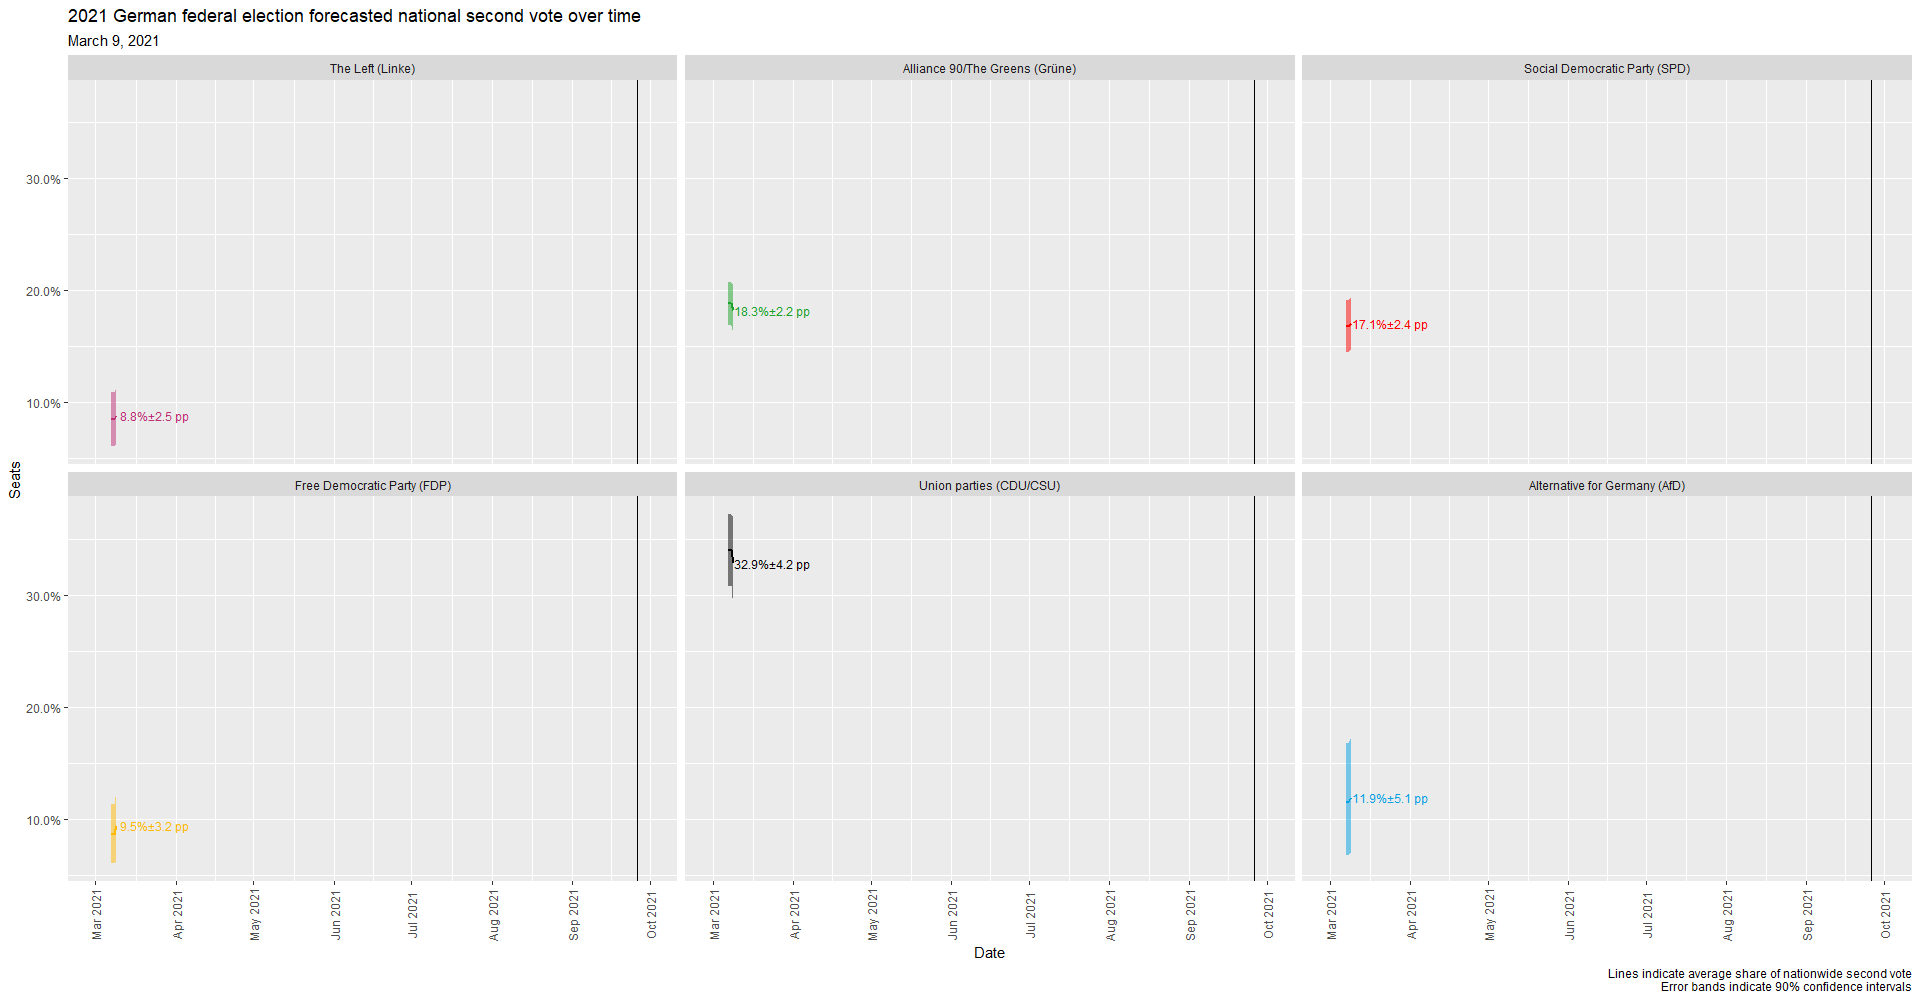 2021 German federal election forecasted national second vote over time
March 9, 2021
The Left (Linke)
Alliance 90/The Greens (Grüne)
Social Democratic Party (SPD)
30.0%
20.0%
10.0%
8.8%±2.5 pp
18.3%±2.2 pp
17.1%±2.4 pp
Seats
Free Democratic Party (FDP)
Union parties (CDU/CSU)
Alternative for Germany (AfD)
30.0%
20.0%
10.0%
9.5%±3.2 pp
32.9%±4.2 pp
11.9%±5.1 pp
Mar 2021
Apr 2021
May 2021
Jun 2021
Jul 2021
Aug 2021
Sep 2021
Oct 2021
Mar 2021
Apr 2021
May 2021
Jun 2021
Jul 2021
Aug 2021
Sep 2021
Oct 2021
Mar 2021
Apr 2021
May 2021
Jun 2021
Jul 2021
Aug 2021
Sep 2021
Oct 2021
Date
Lines indicate average share of nationwide second vote
Error bands indicate 90% confidence intervals